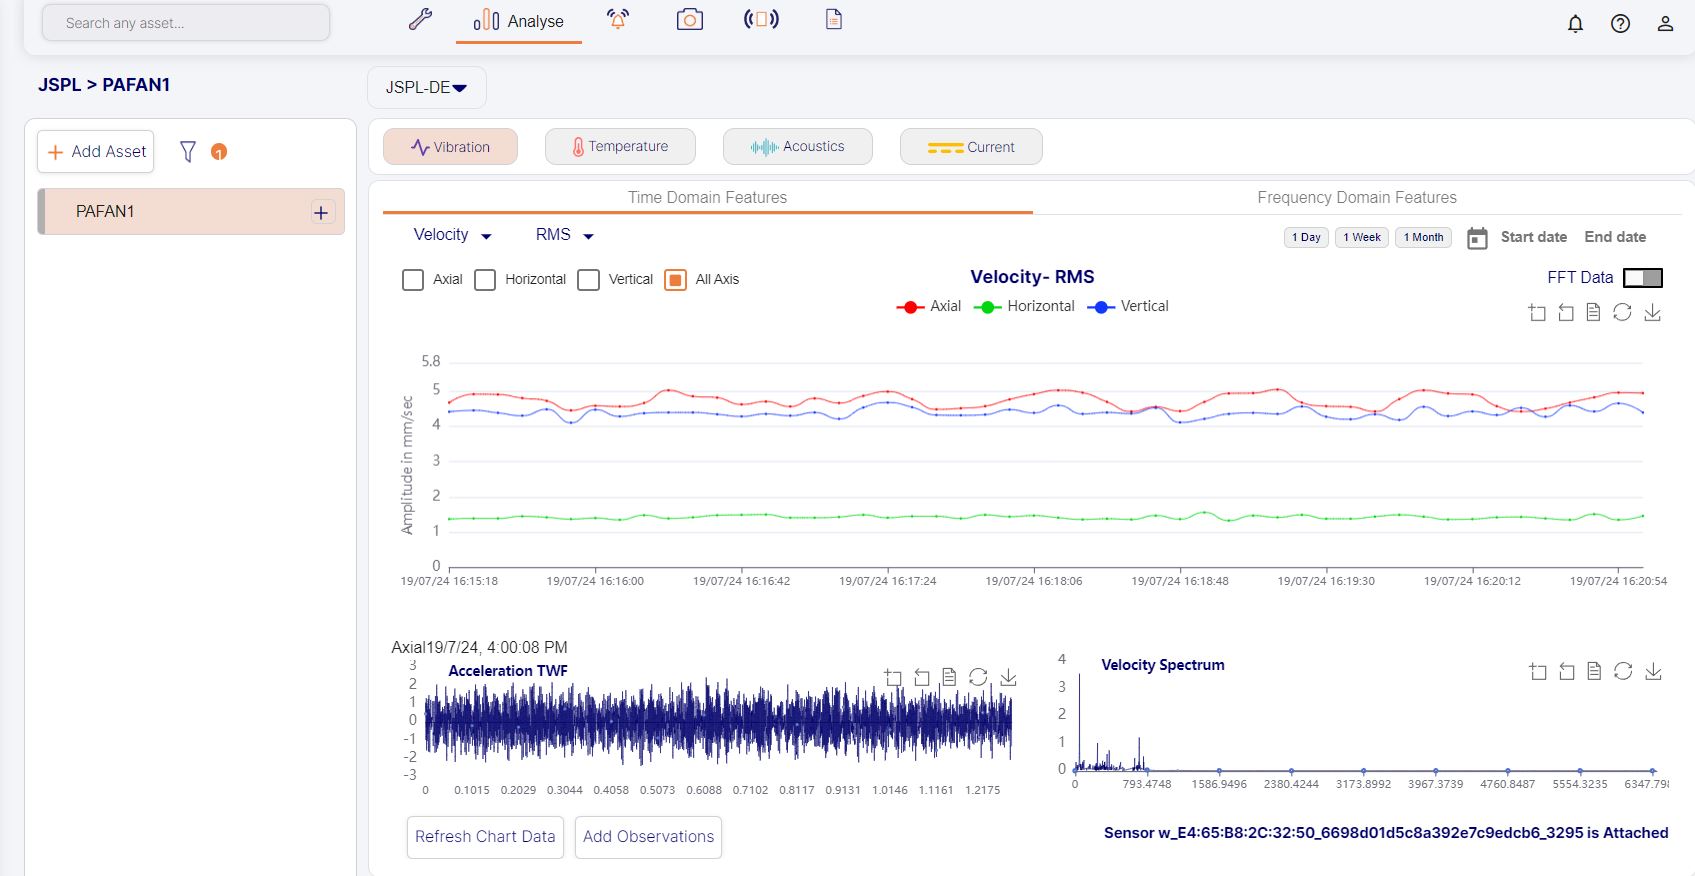 Search any asset...
Analyse
JSPL > PAFAN1
JSPL-DE
Add Asset
1
PAFAN1
Vibration
Temperature
Acoustics
Current
Time Domain Features
Frequency Domain Features
Velocity
RMS
1 Day
1 Week
1 Month
Start date
End date
Axial
Horizontal
Vertical
All Axis
Velocity- RMS
FFT Data
Axial
Horizontal
Vertical
Amplitude in mm/sec
5.8
5
4
3
2
1
0
19/07/24 16:15:18
19/07/24 16:16:00
19/07/24 16:16:42
19/07/24 16:17:24
19/07/24 16:18:06
19/07/24 16:18:48
19/07/24 16:19:30
19/07/24 16:20:12
19/07/24 16:20:54
Axial19/7/24, 4:00:08 PM
Acceleration TWF
3
2
1
0
-1
-2
-3
0
0.1015
0.2029
0.3044
0.4058
0.5073
0.6088
0.7102
0.8117
0.9131
1.0146
1.1161
1.2175
Velocity Spectrum
4
3
2
1
0
0
793.4748
1586.9496
2380.4244
3173.8992
3967.3739
4760.8487
5554.3235
6347.798
Refresh Chart Data
Add Observations
Sensor w_E4:65:B8:2C:32:50_6698d01d5c8a392e7c9edcb6_3295 is Attached